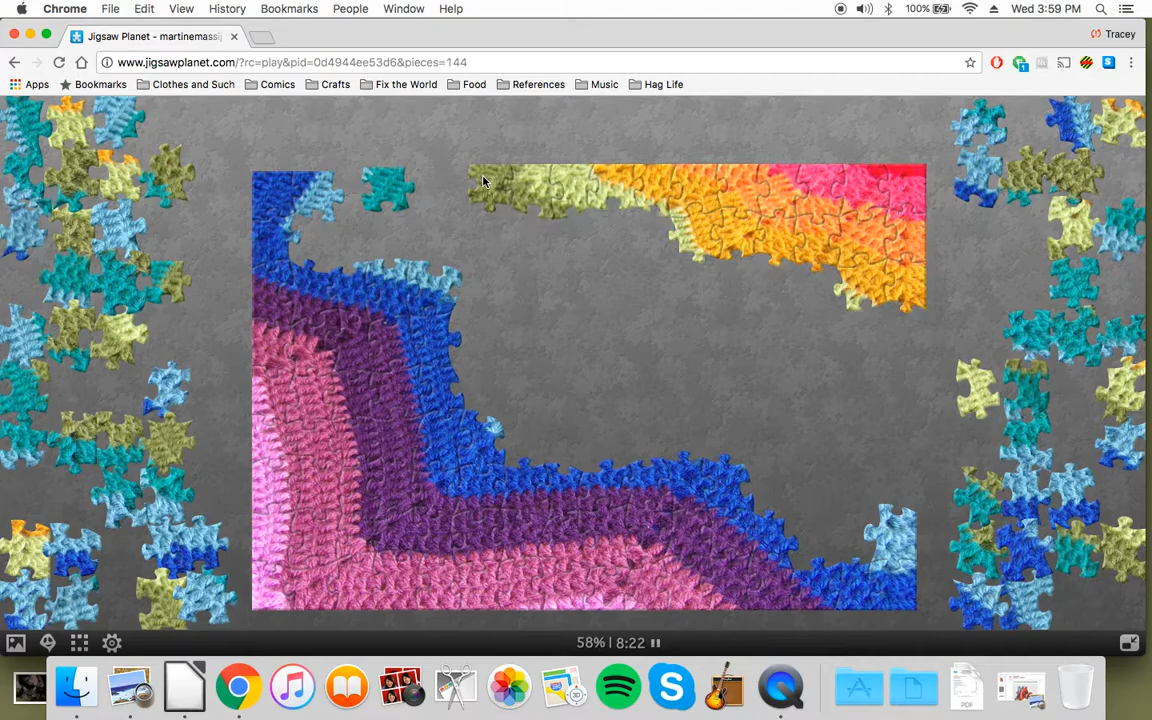 Chrome File Edit View History Bookmarks People Window Help 100% Wed 3:59 PM
Jigsaw Planet - martinemassij Tracey
www.jigsawplanet.com/?rc=play&pid=0d4944ee53d6&pieces=144
Apps Bookmarks Clothes and Such Comics Crafts Fix the World Food References Music Hag Life
58% | 8:22
PDF